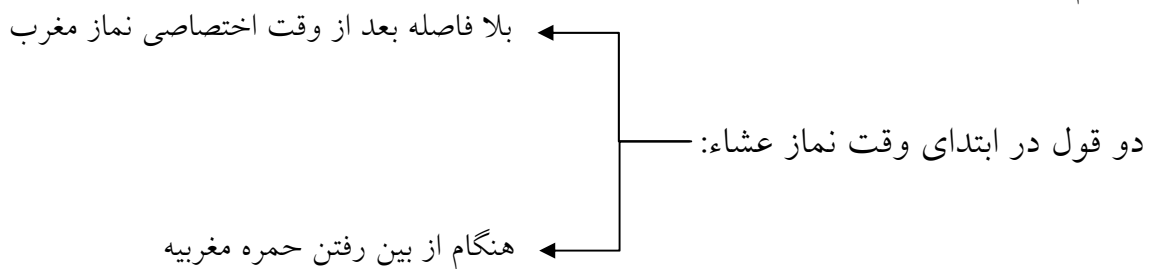 بلا فاصله بعد از وقت اختصاصی نماز مغرب
دو قول در ابتدای وقت نماز عشاء:
هنگام از بین رفتن حمره مغربیه